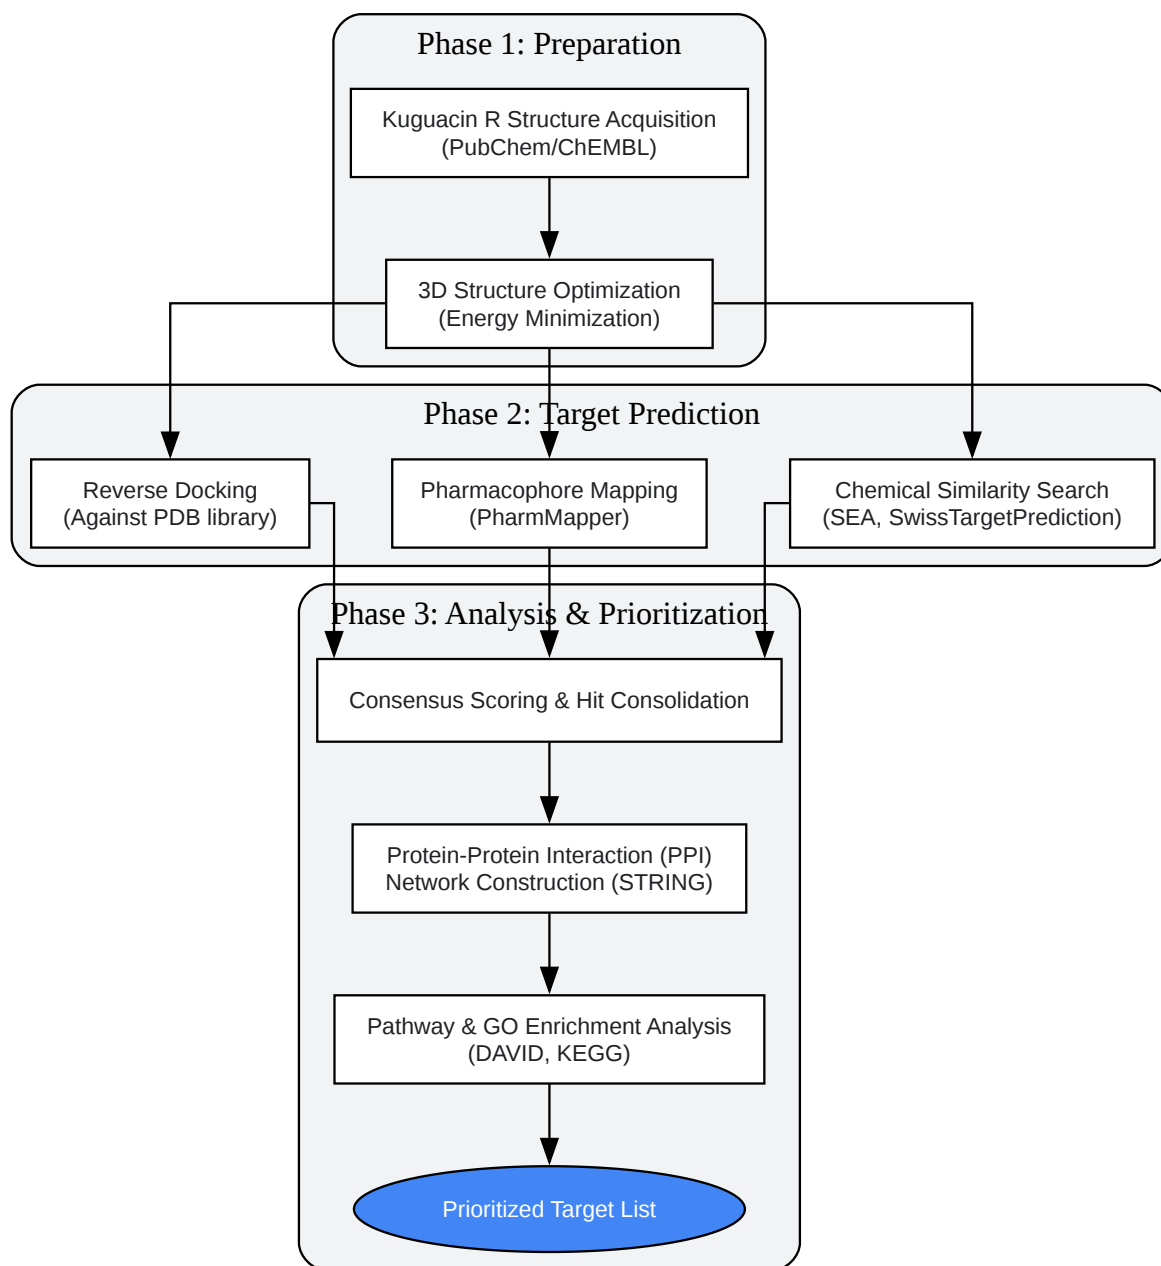 Phase 1: Preparation
Kuguacin R Structure Acquisition
(PubChem/ChEMBL)
3D Structure Optimization
(Energy Minimization)
Phase 2: Target Prediction
Reverse Docking
(Against PDB library)
Pharmacophore Mapping
(PharmMapper)
Chemical Similarity Search
(SEA, SwissTargetPrediction)
Phase 3: Analysis & Prioritization
Consensus Scoring & Hit Consolidation
Protein-Protein Interaction (PPI)
Network Construction (STRING)
Pathway & GO Enrichment Analysis
(DAVID, KEGG)
Prioritized Target List